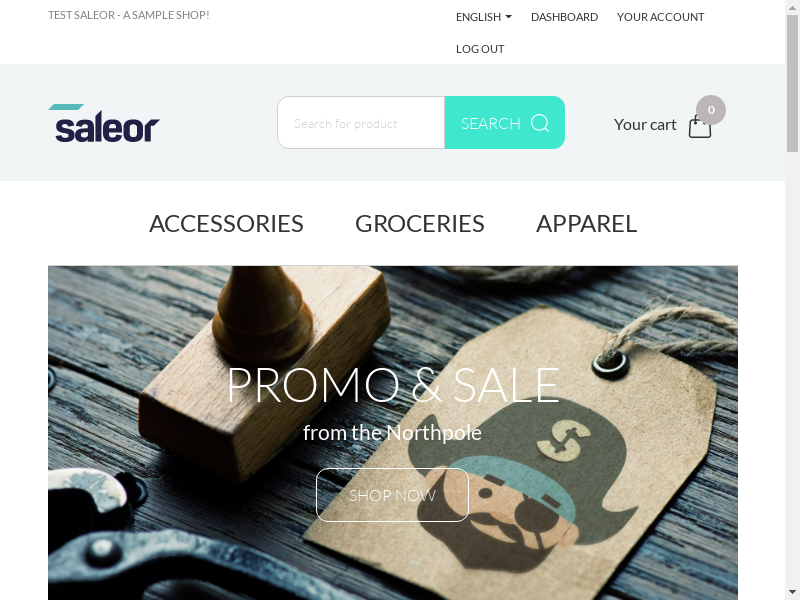 TEST SALEOR - A SAMPLE SHOP!
ENGLISH
DASHBOARD
YOUR ACCOUNT
LOG OUT
saleor
Search for product
SEARCH
Your cart
0
ACCESSORIES
GROCERIES
APPAREL
PROMO & SALE
from the Northpole
SHOP NOW
S